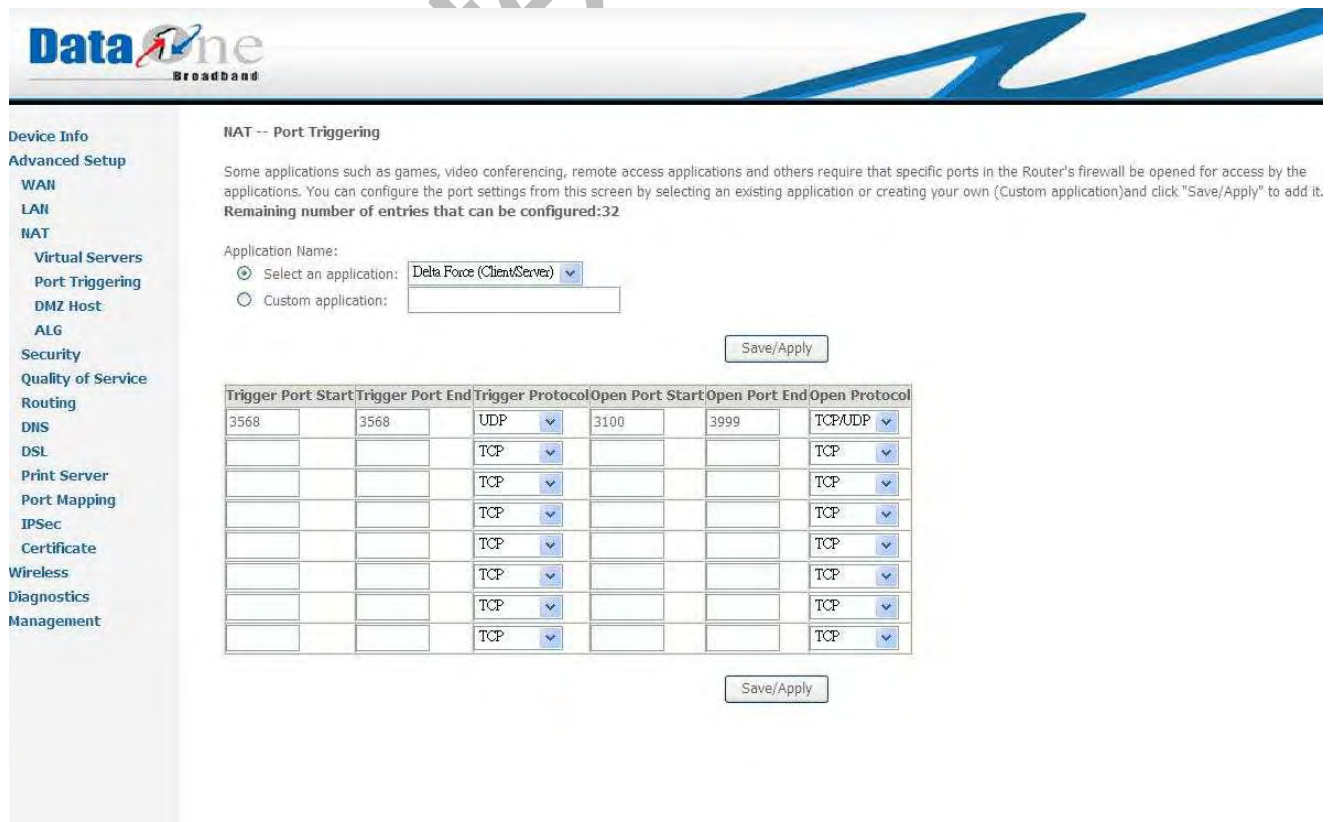 Data One
Broadband
Device Info
Advanced Setup
WAN
LAN
NAT
Virtual Servers
Port Triggering
DMZ Host
ALG
Security
Quality of Service
Routing
DNS
DSL
Print Server
Port Mapping
IPSec
Certificate
Wireless
Diagnostics
Management
NAT -- Port Triggering
Some applications such as games, video conferencing, remote access applications and others require that specific ports in the Router's firewall be opened for access by the
applications. You can configure the port settings from this screen by selecting an existing application or creating your own (Custom application)and click "Save/Apply" to add it.
Remaining number of entries that can be configured:32
Application Name:
Select an application: Delta Force (Client/Server)
Custom application:
Save/Apply
Trigger Port Start Trigger Port End Trigger Protocol Open Port Start Open Port End Open Protocol
3568 3568 UDP 3100 3999 TCP/UDP
TCP TCP
TCP TCP
TCP TCP
TCP TCP
TCP TCP
TCP TCP
TCP TCP
Save/Apply